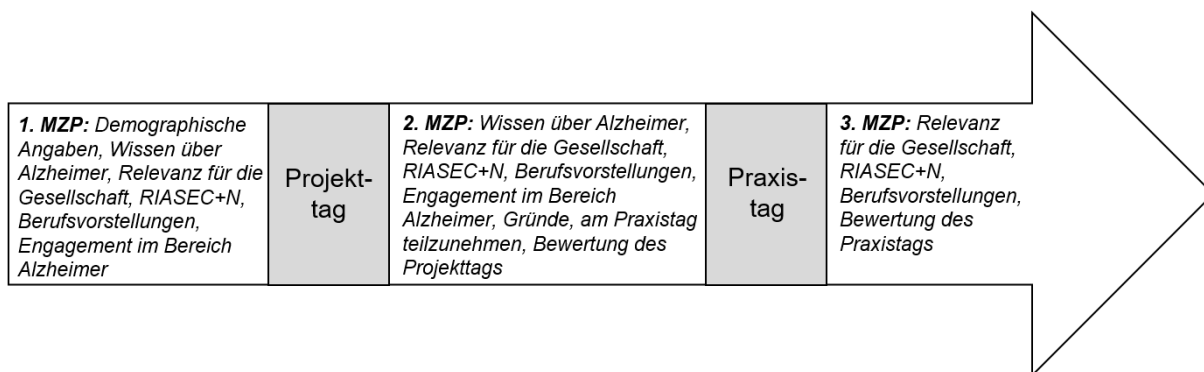 1. MZP: Demographische
Angaben, Wissen über
Alzheimer, Relevanz für die
Gesellschaft, RIASEC+N,
Berufsvorstellungen,
Engagement im Bereich
Alzheimer
Projekt-
tag
2. MZP: Wissen über Alzheimer,
Relevanz für die Gesellschaft,
RIASEC+N, Berufsvorstellungen,
Engagement im Bereich
Alzheimer, Gründe, am Praxistag
teilzunehmen, Bewertung des
Projekttags
Praxis-
tag
3. MZP: Relevanz
für die Gesellschaft,
RIASEC+N,
Berufsvorstellungen,
Bewertung des
Praxistags